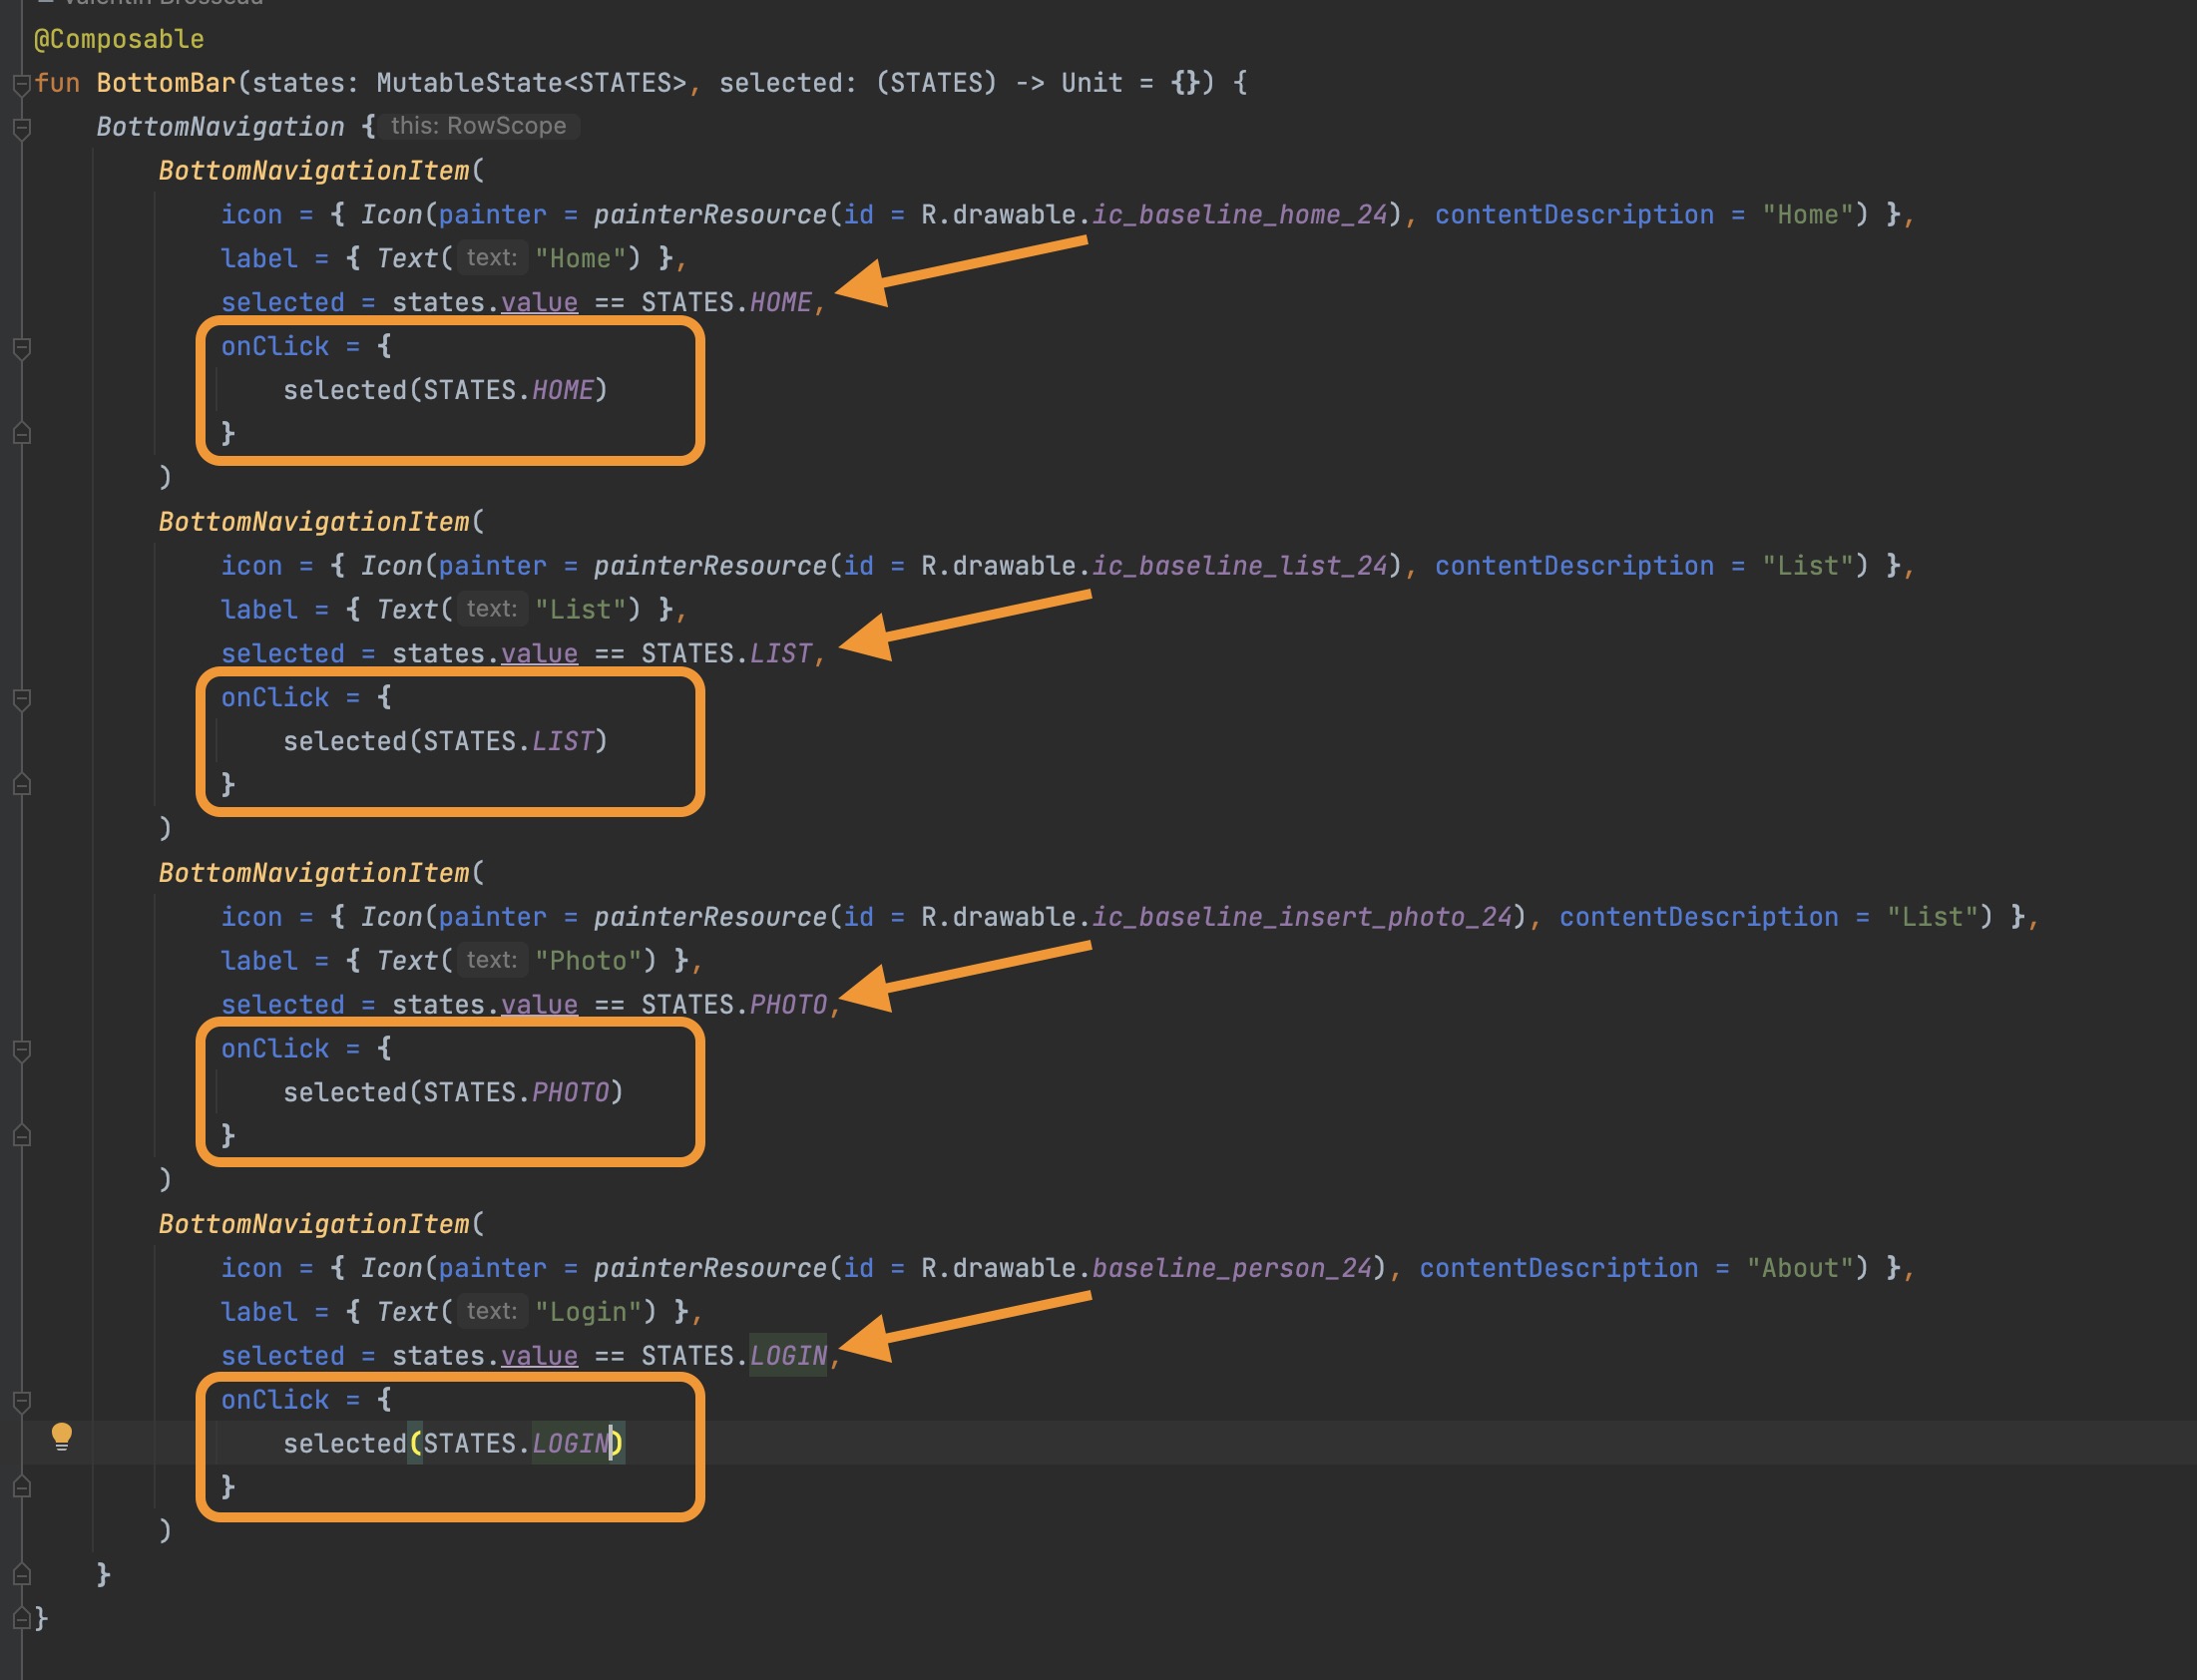 Valentin Brosseau
@Composable
fun BottomBar(states: MutableState<STATES>, selected: (STATES) -> Unit = {}) {
    BottomNavigation { this: RowScope
        BottomNavigationItem(
            icon = { Icon(painter = painterResource(id = R.drawable.ic_baseline_home_24), contentDescription = "Home") },
            label = { Text( text: "Home") },
            selected = states.value == STATES.HOME,
            onClick = {
                selected(STATES.HOME)
            }
        )
        BottomNavigationItem(
            icon = { Icon(painter = painterResource(id = R.drawable.ic_baseline_list_24), contentDescription = "List") },
            label = { Text( text: "List") },
            selected = states.value == STATES.LIST,
            onClick = {
                selected(STATES.LIST)
            }
        )
        BottomNavigationItem(
            icon = { Icon(painter = painterResource(id = R.drawable.ic_baseline_insert_photo_24), contentDescription = "List") },
            label = { Text( text: "Photo") },
            selected = states.value == STATES.PHOTO,
            onClick = {
                selected(STATES.PHOTO)
            }
        )
        BottomNavigationItem(
            icon = { Icon(painter = painterResource(id = R.drawable.baseline_person_24), contentDescription = "About") },
            label = { Text( text: "Login") },
            selected = states.value == STATES.LOGIN,
            onClick = {
                selected(STATES.LOGIN)
            }
        )
    }
}